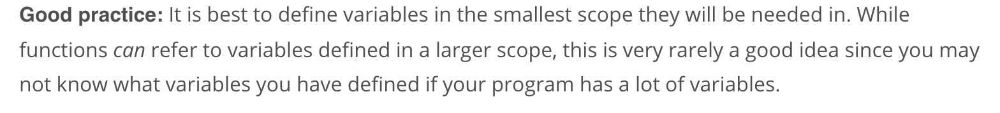 Good practice: It is best to define variables in the smallest scope they will be needed in. While
functions can refer to variables defined in a larger scope, this is very rarely a good idea since you may
not know what variables you have defined if your program has a lot of variables.